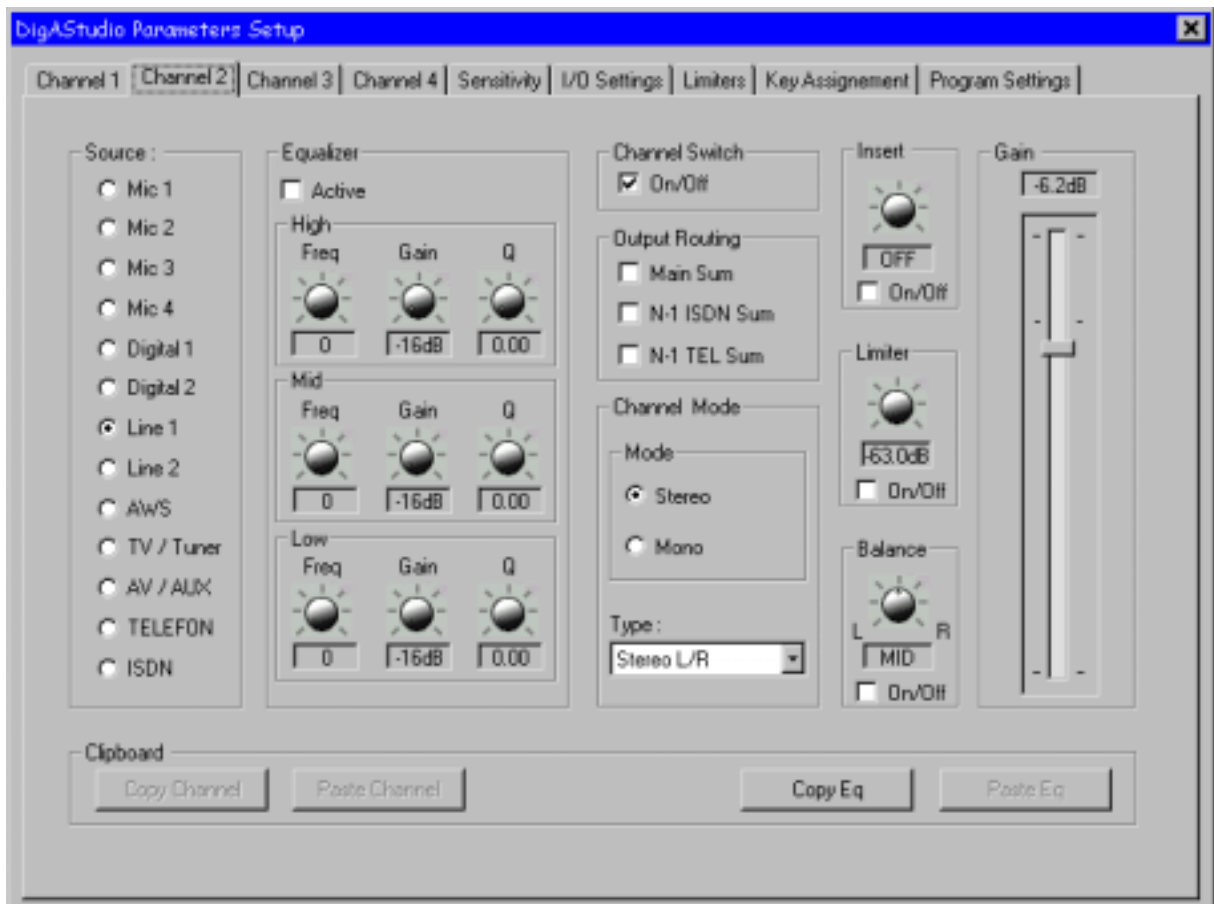 DigAStudio Parameters Setup
Channel 1 Channel 2 Channel 3 Channel 4 Sensitivity I/O Settings Limiters Key Assignement Program Settings
Source :
Mic 1
Mic 2
Mic 3
Mic 4
Digital 1
Digital 2
Line 1
Line 2
AWS
TV / Tuner
AV / AUX
TELEFON
ISDN
Equalizer
Active
High
Freq Gain Q
0 -16dB 0.00
Mid
Freq Gain Q
0 -16dB 0.00
Low
Freq Gain Q
0 -16dB 0.00
Channel Switch
On/Off
Output Routing
Main Sum
N-1 ISDN Sum
N-1 TEL Sum
Channel Mode
Mode
Stereo
Mono
Type :
Stereo L/R
Insert
OFF
On/Off
Limiter
-63.0dB
On/Off
Balance
L R
MID
On/Off
Gain
-6.2dB
Clipboard
Copy Channel Paste Channel Copy Eq Paste Eq